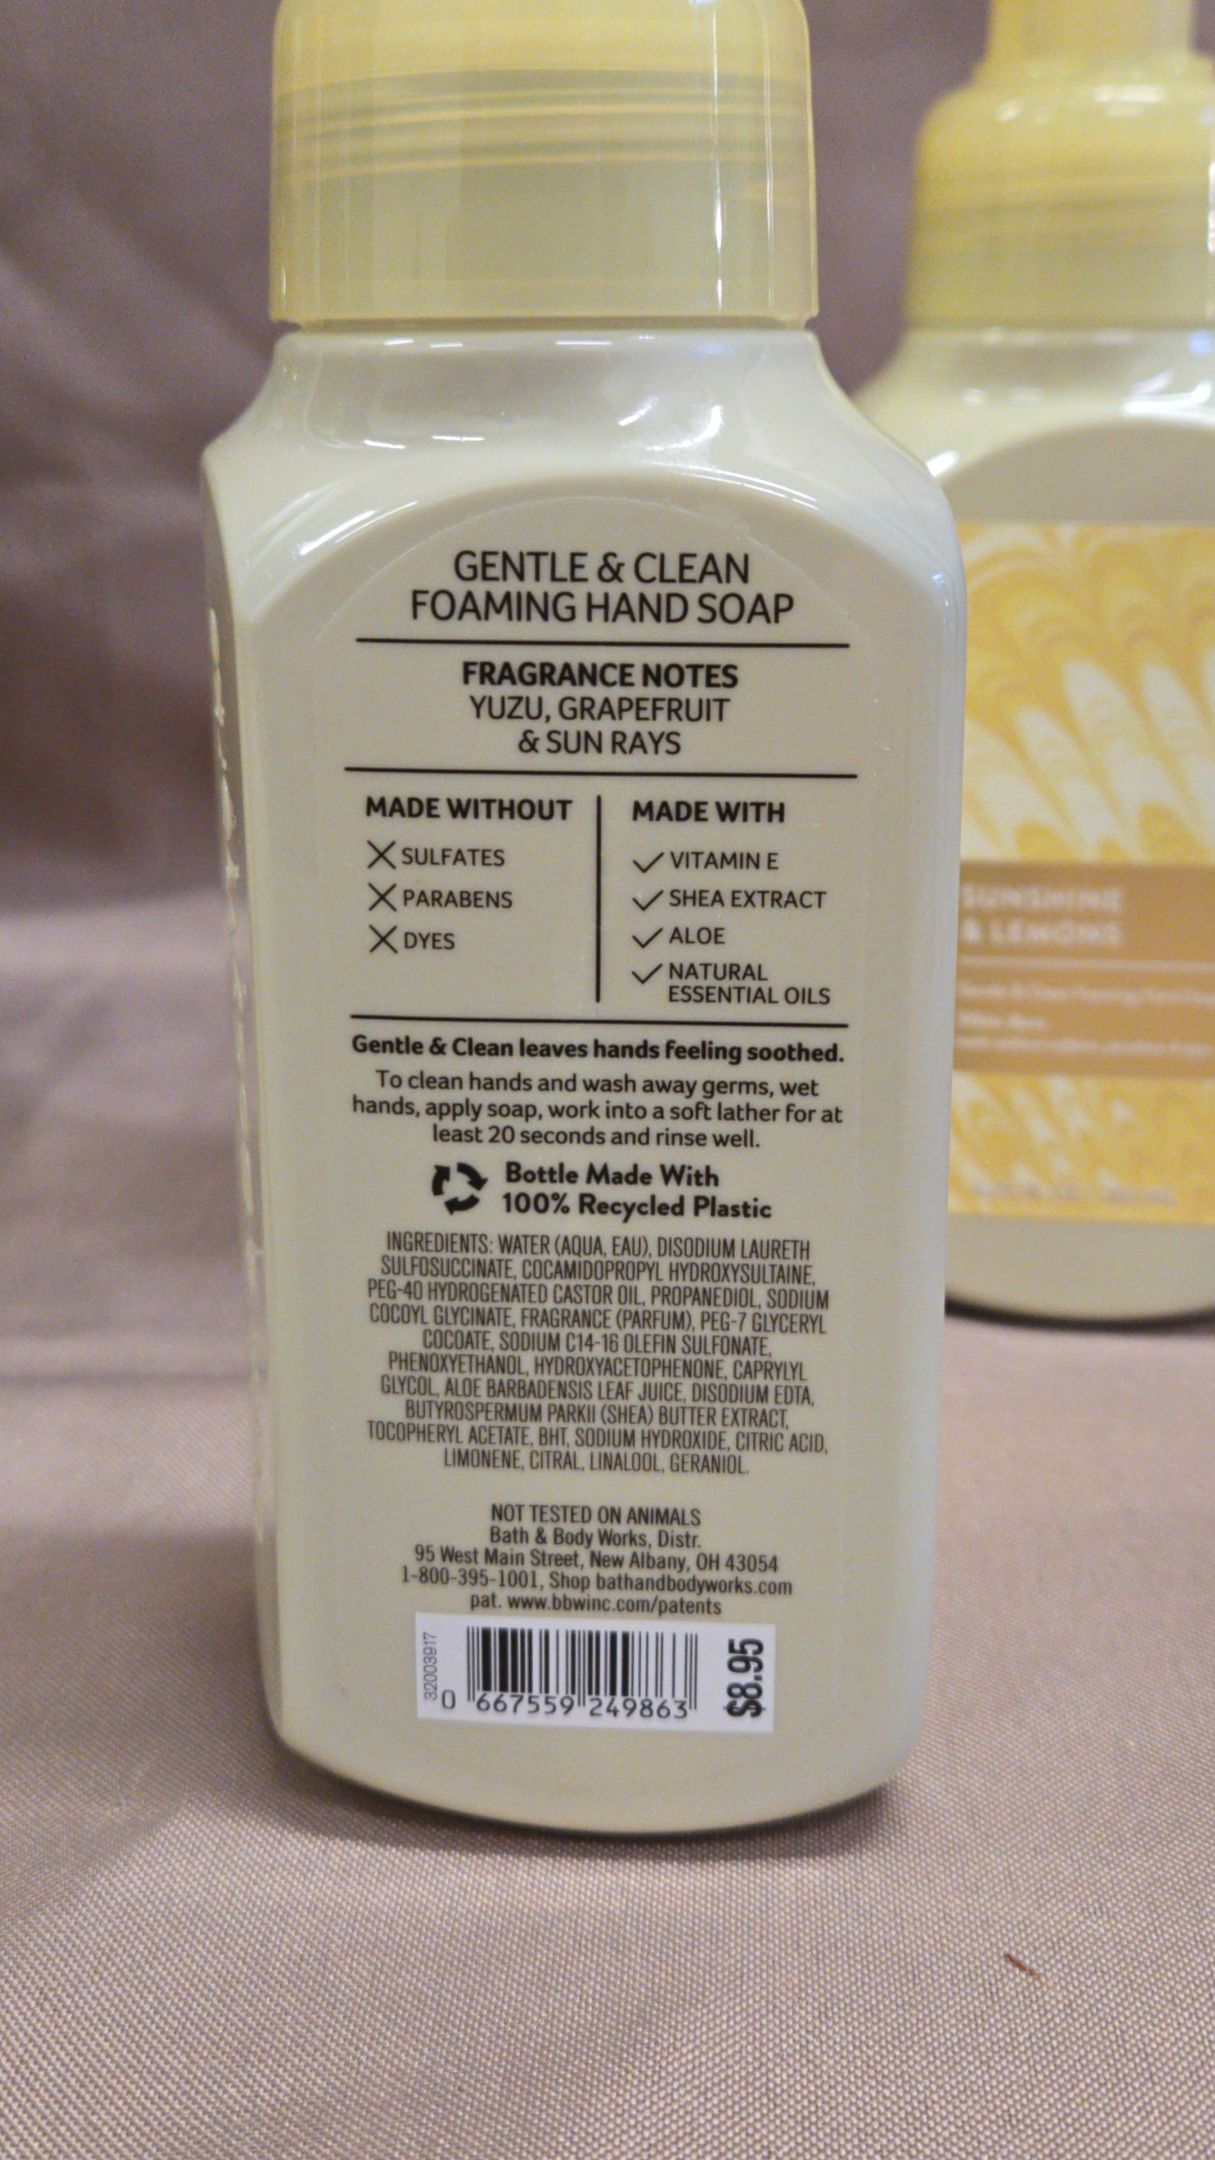 GENTLE & CLEAN
FOAMING HAND SOAP
FRAGRANCE NOTES
YUZU, GRAPEFRUIT
& SUN RAYS
MADE WITHOUT
SULFATES
PARABENS
DYES
MADE WITH
VITAMIN E
SHEA EXTRACT
ALOE
NATURAL
ESSENTIAL OILS
Gentle & Clean leaves hands feeling soothed.
To clean hands and wash away germs, wet
hands, apply soap, work into a soft lather for at
least 20 seconds and rinse well.
Bottle Made With
100% Recycled Plastic
INGREDIENTS: WATER (AQUA, EAU), DISODIUM LAURETH
SULFOSUCCINATE, COCAMIDOPROPYL HYDROXYSULTAINE,
PEG-40 HYDROGENATED CASTOR OIL, PROPANEDIOL, SODIUM
COCOYL GLYCINATE, FRAGRANCE (PARFUM), PEG-7 GLYCERYL
COCOATE, SODIUM C14-16 OLEFIN SULFONATE,
PHENOXYETHANOL, HYDROXYACETOPHENONE, CAPRYLYL
GLYCOL, ALOE BARBADENSIS LEAF JUICE, DISODIUM EDTA,
BUTYROSPERMUM PARKII (SHEA) BUTTER EXTRACT,
TOCOPHERYL ACETATE, BHT, SODIUM HYDROXIDE, CITRIC ACID,
LIMONENE, CITRAL, LINALOOL, GERANIOL.
NOT TESTED ON ANIMALS
Bath & Body Works, Distr.
95 West Main Street, New Albany, OH 43054
1-800-395-1001, Shop bathandbodyworks.com
pat. www.bbwinc.com/patents
32003917
0 667559 249863
$8.95
SUNSHINE
& LEMONS